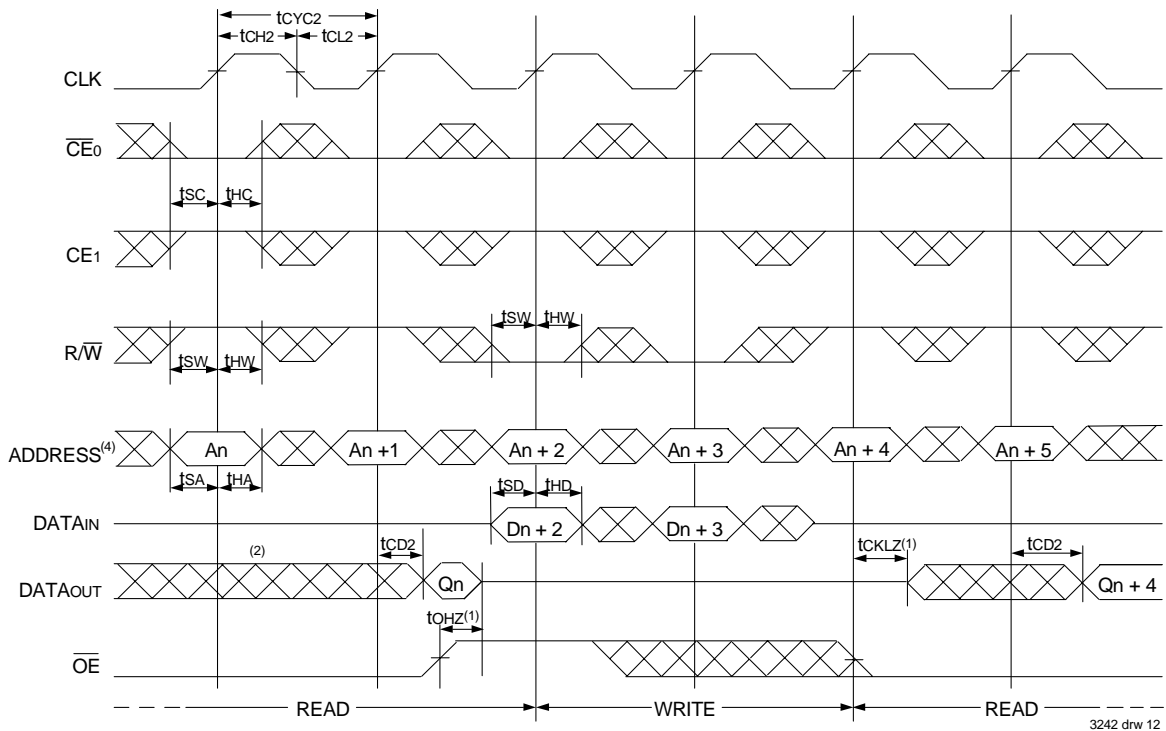 tCYC2
tCH2 tCL2
CLK
CE0
tSC tHC
CE1
tSW tHW
R/W
tSW tHW
ADDRESS(4) An An +1 An + 2 An + 3 An + 4 An + 5
tSA tHA tSD tHD
DATAIN Dn + 2 Dn + 3
(2) tCD2 tCKLZ(1) tCD2
DATAOUT Qn Qn + 4
tOHZ(1)
OE
READ WRITE READ
3242 drw 12